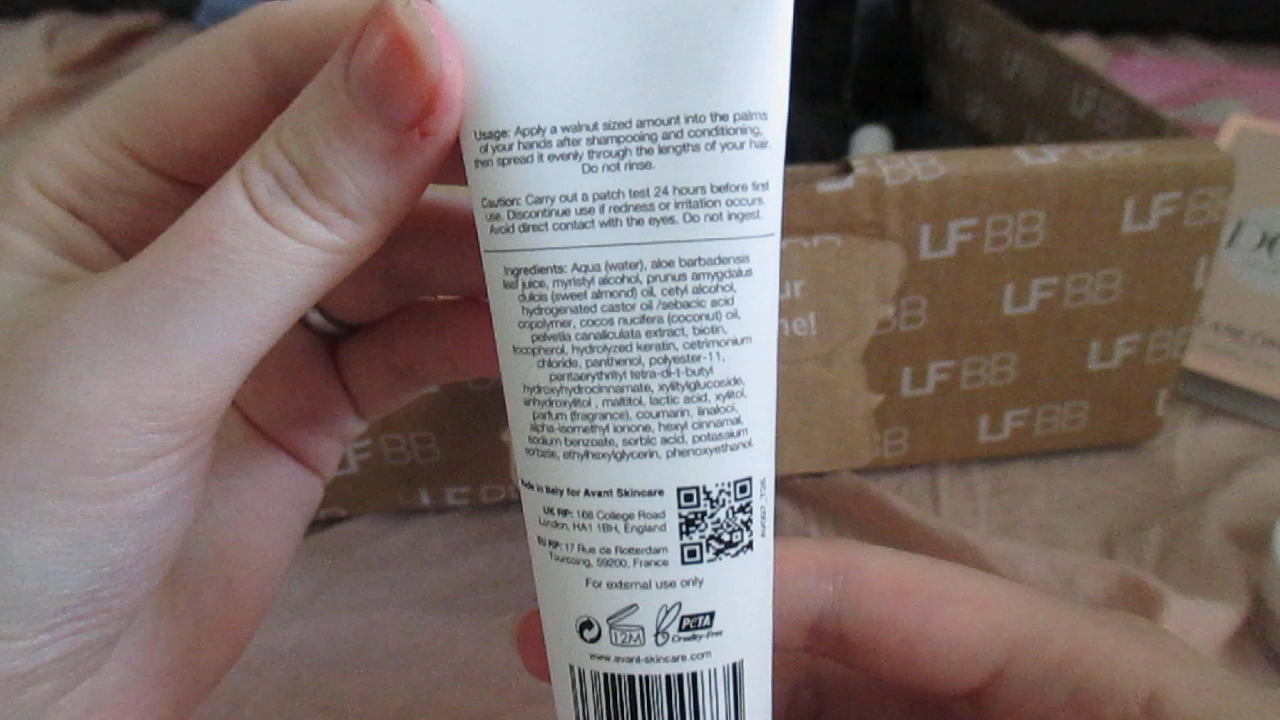 Usage: Apply a walnut sized amount into the palms
of your hands after shampooing and conditioning,
then spread it evenly through the lengths of your hair.
Do not rinse.
Caution: Carry out a patch test 24 hours before first
use. Discontinue use if redness or irritation occurs.
Avoid direct contact with the eyes. Do not ingest.
Ingredients: Aqua (water), aloe barbadensis
leaf juice, myristyl alcohol, prunus amygdalus
dulcis (sweet almond) oil, cetyl alcohol,
hydrogenated castor oil /sebacic acid
copolymer, cocos nucifera (coconut) oil,
pelvetia canaliculata extract, biotin,
tocopherol, hydrolyzed keratin, cetrimonium
chloride, panthenol, polyester-11,
pentaerythrityl tetra-di-t-butyl
hydroxyhydrocinnamate, xylitylglucoside,
anhydroxylitol , maltitol, lactic acid, xylitol,
parfum (fragrance), coumarin, linalool,
alpha-isomethyl ionone, hexyl cinnamal,
sodium benzoate, sorbic acid, potassium
sorbate, ethylhexylglycerin, phenoxyethanol
Made in Italy for Avant Skincare
UK RP: 166 College Road
London, HA1 1BH, England
EU RP: 17 Rue de Rotterdam
Tourcoing, 59200, France
For external use only
12M
PETA
Cruelty-Free
www.avant-skincare.com
LF BB
LF BB
LF BB
LF BB
LF BB
LF BB
LF BB